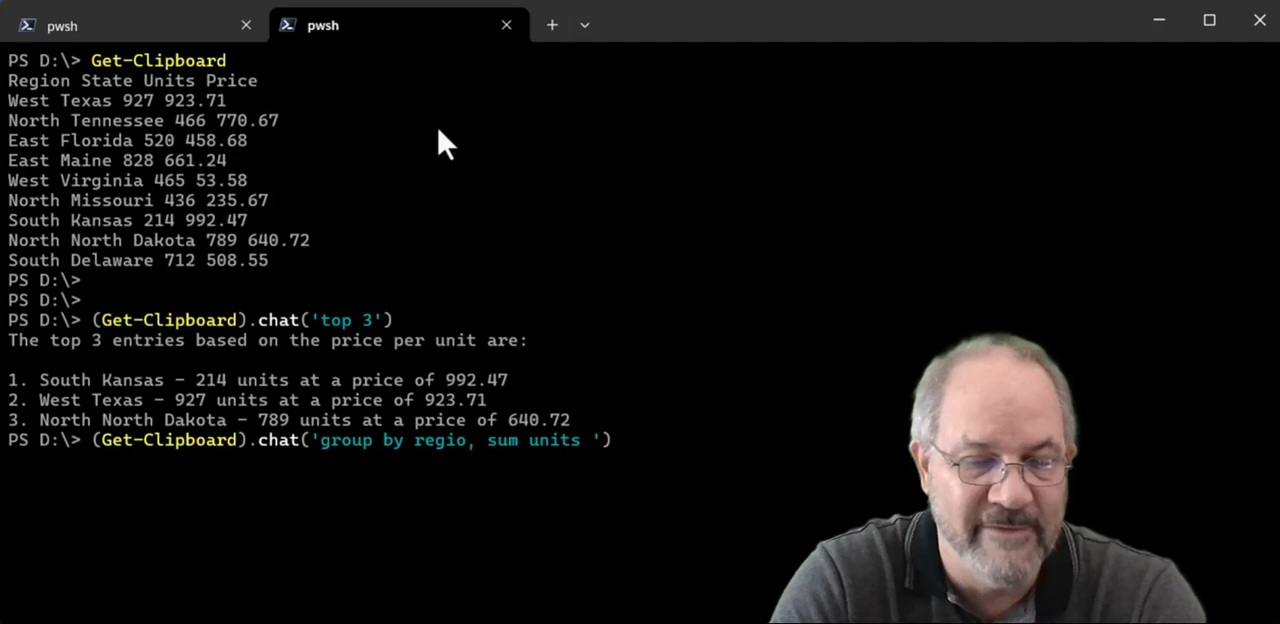 pwsh
pwsh
PS D:\> Get-Clipboard
Region State Units Price
West Texas 927 923.71
North Tennessee 466 770.67
East Florida 520 458.68
East Maine 828 661.24
West Virginia 465 53.58
North Missouri 436 235.67
South Kansas 214 992.47
North North Dakota 789 640.72
South Delaware 712 508.55
PS D:\>
PS D:\>
PS D:\> (Get-Clipboard).chat('top 3')
The top 3 entries based on the price per unit are:
1. South Kansas - 214 units at a price of 992.47
2. West Texas - 927 units at a price of 923.71
3. North North Dakota - 789 units at a price of 640.72
PS D:\> (Get-Clipboard).chat('group by regio, sum units ')